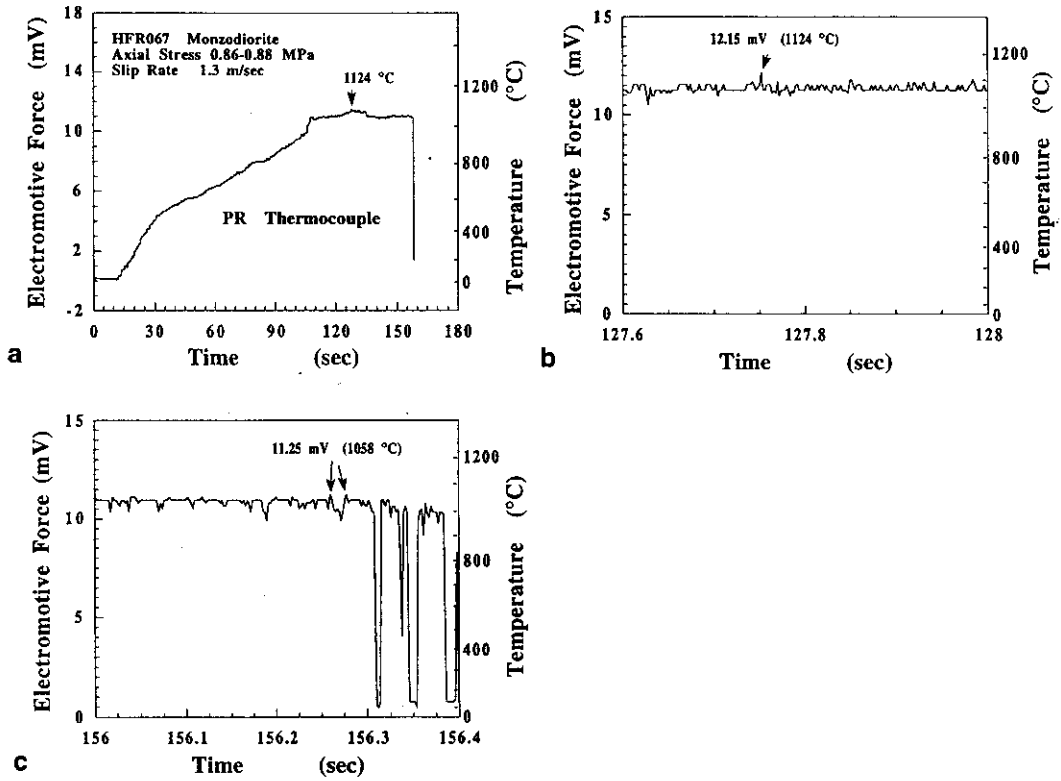 Electromotive Force (mV)
18
14
10
6
2
-2
HFR067 Monzodiorite
Axial Stress 0.86-0.88 MPa
Slip Rate 1.3 m/sec
1124 °C
PR Thermocouple
1200
800
400
0
Temperature (°C)
0 30 60 90 120 150 180
Time (sec)
a
Electromotive Force (mV)
15
10
5
0
12.15 mV (1124 °C)
1200
800
400
0
Temperature (°C)
127.6 127.8 128
Time (sec)
b
Electromotive Force (mV)
15
10
5
0
11.25 mV (1058 °C)
1200
800
400
0
Temperature (°C)
156 156.1 156.2 156.3 156.4
Time (sec)
c